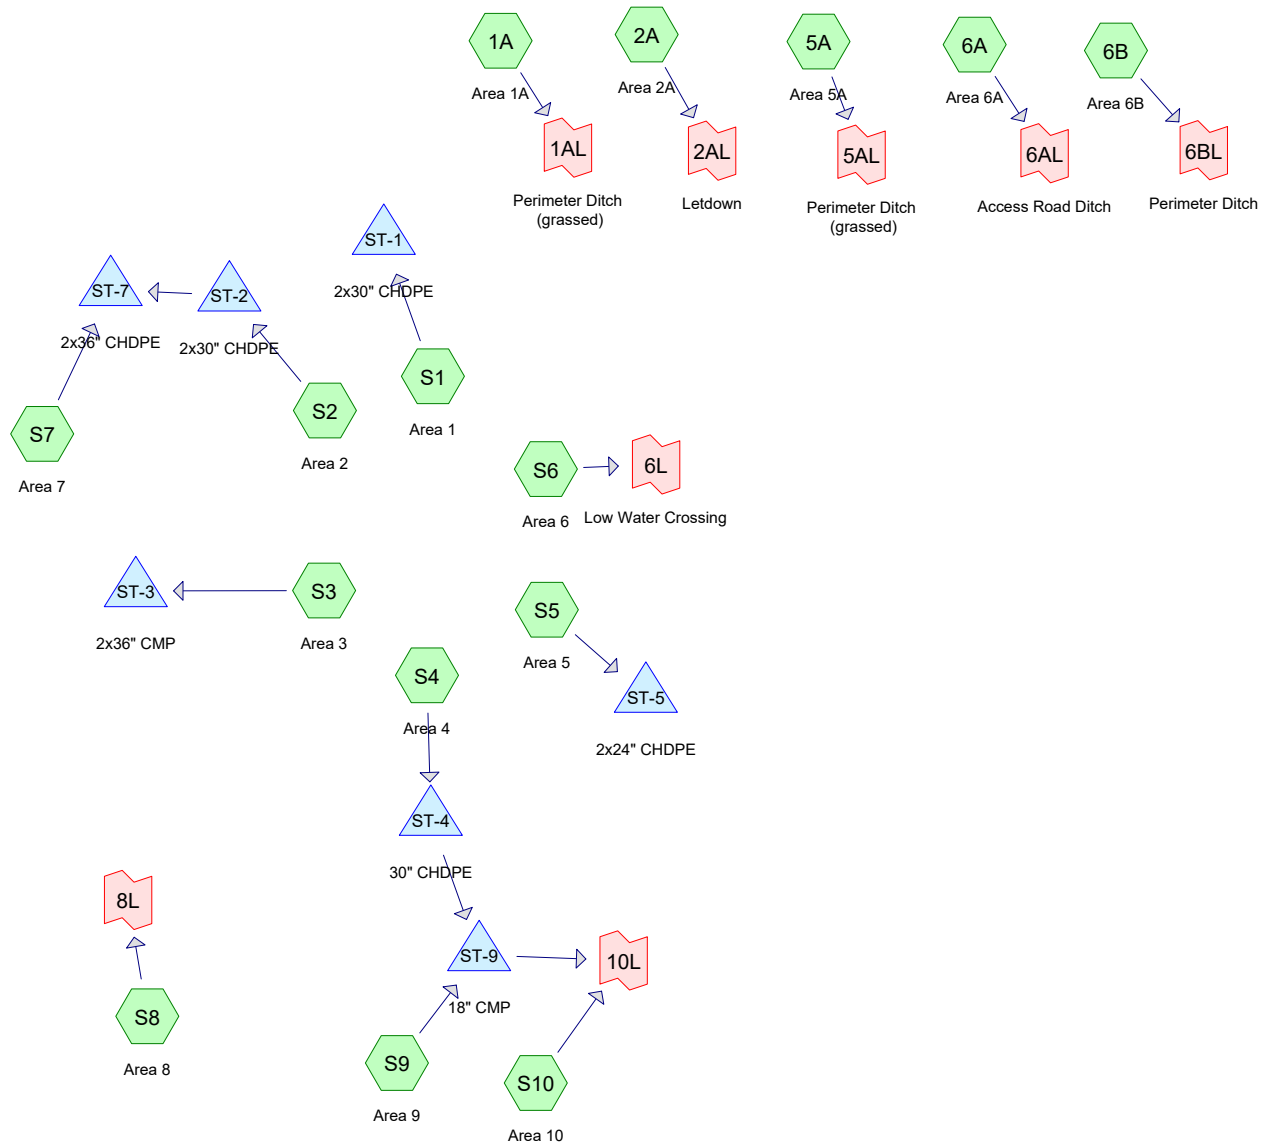 1A
Area 1A
2A
Area 2A
5A
Area 5A
6A
Area 6A
6B
Area 6B
1AL
Perimeter Ditch
(grassed)
2AL
Letdown
5AL
Perimeter Ditch
(grassed)
6AL
Access Road Ditch
6BL
Perimeter Ditch
ST-1
2x30" CHDPE
ST-7
2x36" CHDPE
ST-2
2x30" CHDPE
S1
Area 1
S2
Area 2
S7
Area 7
S6
Area 6
6L
Low Water Crossing
ST-3
2x36" CMP
S3
Area 3
S5
Area 5
S4
Area 4
ST-5
2x24" CHDPE
ST-4
30" CHDPE
8L
ST-9
18" CMP
10L
S8
Area 8
S9
Area 9
S10
Area 10